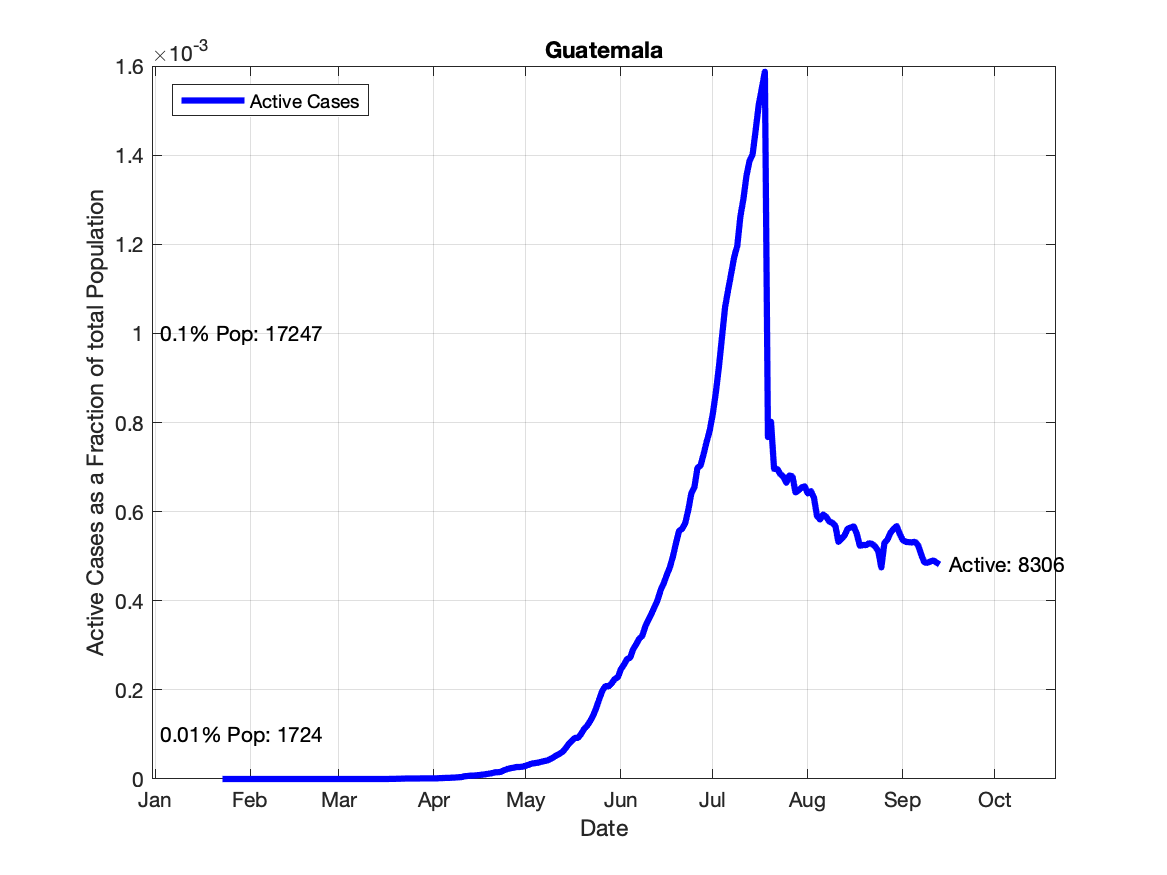 Guatemala
×10-3
1.6
1.4
1.2
1
0.8
0.6
0.4
0.2
0
Active Cases as a Fraction of total Population
Active Cases
0.1% Pop: 17247
0.01% Pop: 1724
Active: 8306
Jan Feb Mar Apr May Jun Jul Aug Sep Oct
Date